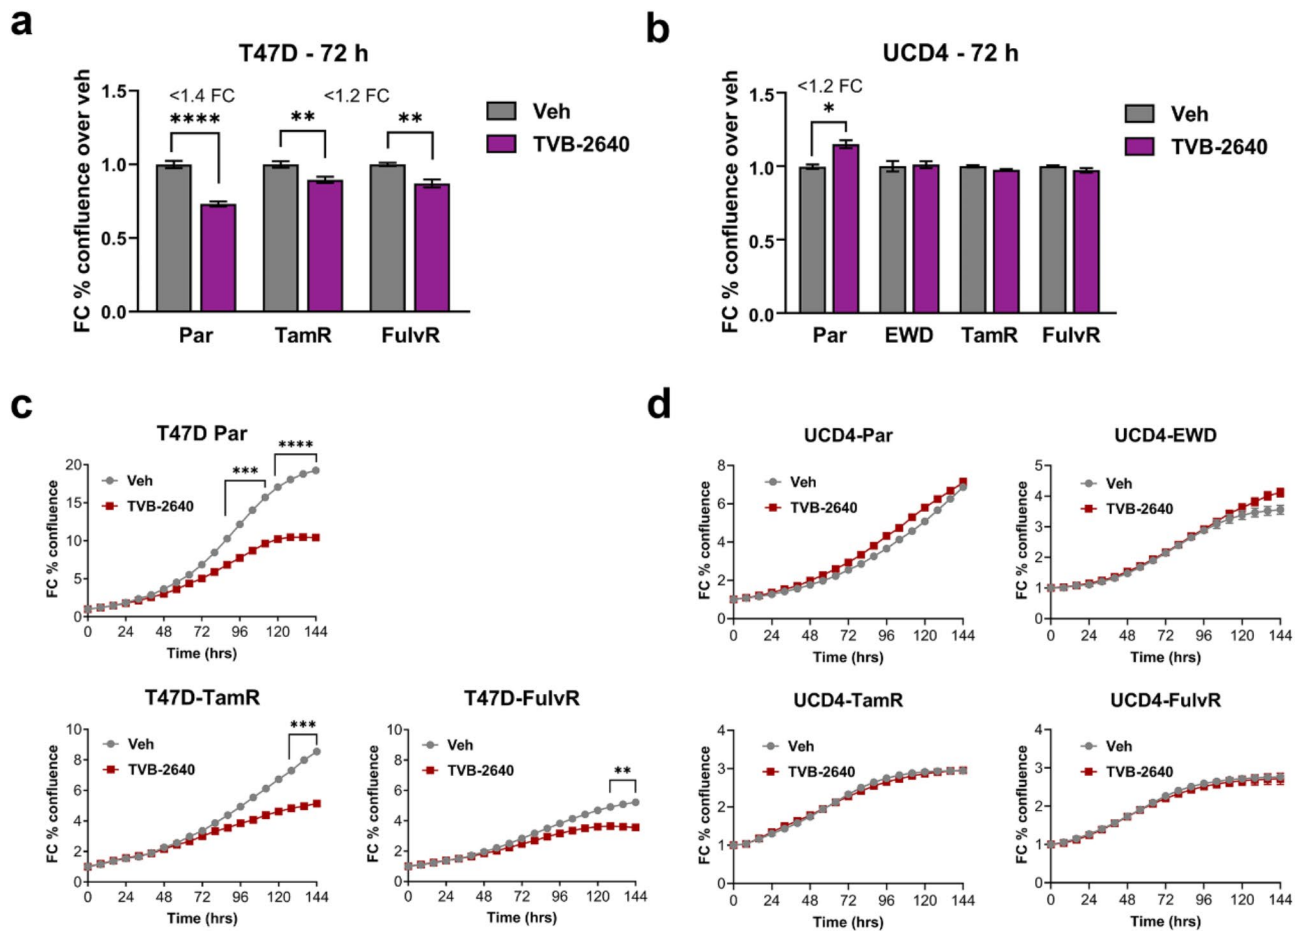 a
T47D - 72 h
FC % confluence over veh
1.5
1.0
0.5
0.0
<1.4 FC
<1.2 FC
****
**
**
Veh
TVB-2640
Par
TamR
FulvR
b
UCD4 - 72 h
FC % confluence over veh
1.5
1.0
0.5
0.0
<1.2 FC
*
Veh
TVB-2640
Par
EWD
TamR
FulvR
c
T47D Par
FC % confluence
20
15
10
5
0
Veh
TVB-2640
***
****
0 24 48 72 96 120 144
Time (hrs)
T47D-TamR
FC % confluence
10
8
6
4
2
0
Veh
TVB-2640
***
0 24 48 72 96 120 144
Time (hrs)
T47D-FulvR
FC % confluence
10
8
6
4
2
0
Veh
TVB-2640
**
0 24 48 72 96 120 144
Time (hrs)
d
UCD4-Par
FC % confluence
8
6
4
2
0
Veh
TVB-2640
0 24 48 72 96 120 144
Time (hrs)
UCD4-EWD
FC % confluence
5
4
3
2
1
0
Veh
TVB-2640
0 24 48 72 96 120 144
Time (hrs)
UCD4-TamR
FC % confluence
4
3
2
1
0
Veh
TVB-2640
0 24 48 72 96 120 144
Time (hrs)
UCD4-FulvR
FC % confluence
4
3
2
1
0
Veh
TVB-2640
0 24 48 72 96 120 144
Time (hrs)